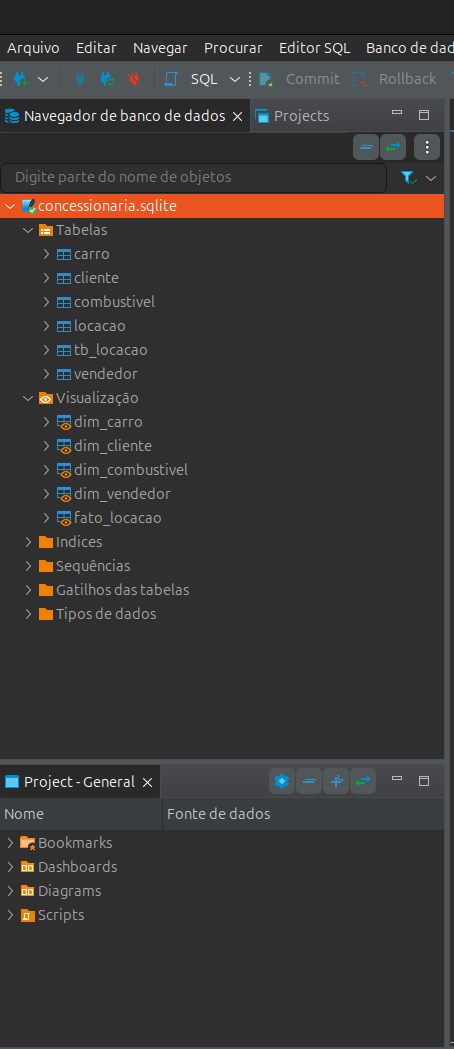 Arquivo Editar Navegar Procurar Editor SQL Banco de dad
SQL Commit Rollback
Navegador de banco de dados Projects
Digite parte do nome de objetos
concessionaria.sqlite
Tabelas
carro
cliente
combustivel
locacao
tb_locacao
vendedor
Visualização
dim_carro
dim_cliente
dim_combustivel
dim_vendedor
fato_locacao
Indices
Sequências
Gatilhos das tabelas
Tipos de dados
Project - General
Nome Fonte de dados
Bookmarks
Dashboards
Diagrams
Scripts